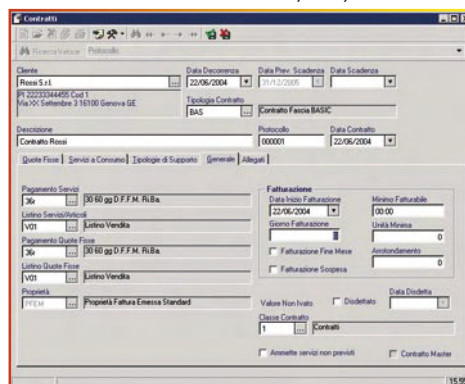 Contratti
Ricerca Veloce Protocollo
Cliente Data Decorrenza Data Prev. Scadenza Data Scadenza
Rossi S.r.l. ... 22/06/2004 31/12/2005
PI 22233344455 Cod 1
Via XX Settembre 3 16100 Genova GE
Tipologia Contratto
BAS ... Contratto Fascia BASIC
Descrizione Protocollo Data Contratto
Contratto Rossi 000001 22/06/2004
Quote Fisse Servizi a Consumo Tipologie di Supporto Generale Allegati
Pagamento Servizi
36r ... 30 60 gg D.F.F.M. Ri.Ba.
Listino Servizi/Articoli
V01 ... Listino Vendita
Pagamento Quote Fisse
36r ... 30 60 gg D.F.F.M. Ri.Ba.
Listino Quote Fisse
V01 ... Listino Vendita
Proprietà
PFEM ... Proprietà Fattura Emessa Standard
Fatturazione
Data Inizio Fatturazione Minimo Fatturabile
22/06/2004 00:00
Giorno Fatturazione Unità Minima
0
Fatturazione Fine Mese Arrotondamento
0
Fatturazione Sospesa
Valore Non Ivato Disdettato Data Disdetta
Classe Contratto
1 ... Contratti
Ammette servizi non previsti Contratto Master
15.55